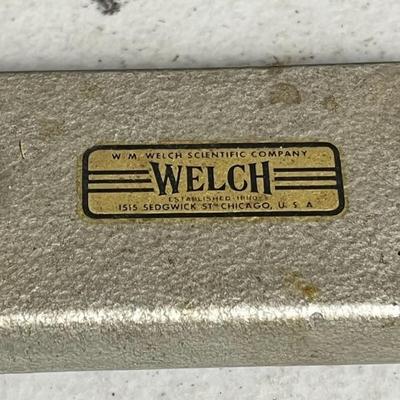 W. M. WELCH SCIENTIFIC COMPANY
WELCH
ESTABLISHED 1880
1515 SEDGWICK ST. CHICAGO, U. S. A